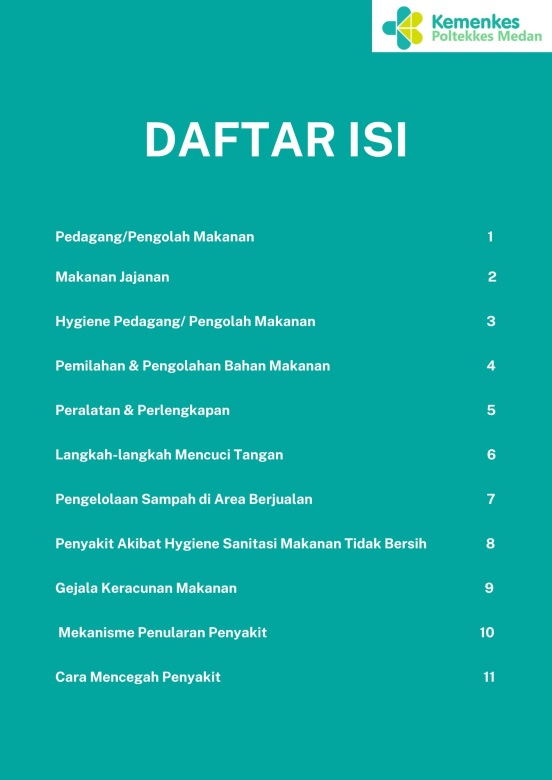 Kemenkes
Poltekkes Medan
DAFTAR ISI
Pedagang/Pengolah Makanan 1
Makanan Jajanan 2
Hygiene Pedagang/ Pengolah Makanan 3
Pemilahan & Pengolahan Bahan Makanan 4
Peralatan & Perlengkapan 5
Langkah-langkah Mencuci Tangan 6
Pengelolaan Sampah di Area Berjualan 7
Penyakit Akibat Hygiene Sanitasi Makanan Tidak Bersih 8
Gejala Keracunan Makanan 9
Mekanisme Penularan Penyakit 10
Cara Mencegah Penyakit 11